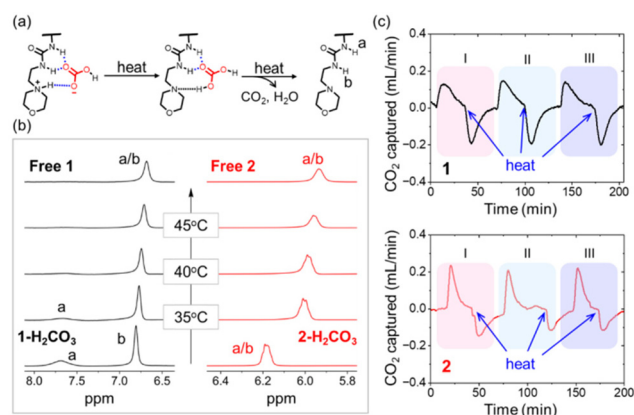 (a)
N H a
O N H
H O O H
N + H O
O
heat
N H
O N H
H O O H
N H O
O
heat
CO2, H2O
N H a
O N H
b
N
O
(b)
Free 1 a/b
a/b Free 2
45°C
40°C
a 35°C
1-H2CO3 b 2-H2CO3
a a/b
8.0 7.5 7.0 6.5 6.2 6.0 5.8
ppm ppm
(c)
CO2 captured (mL/min)
0.4
0.2
0.0
−0.2
−0.4
I II III
heat
1
0 50 100 150 200
Time (min)
CO2 captured (mL/min)
0.4
0.2
0.0
−0.2
−0.4
I II III
heat
2
0 50 100 150 200
Time (min)